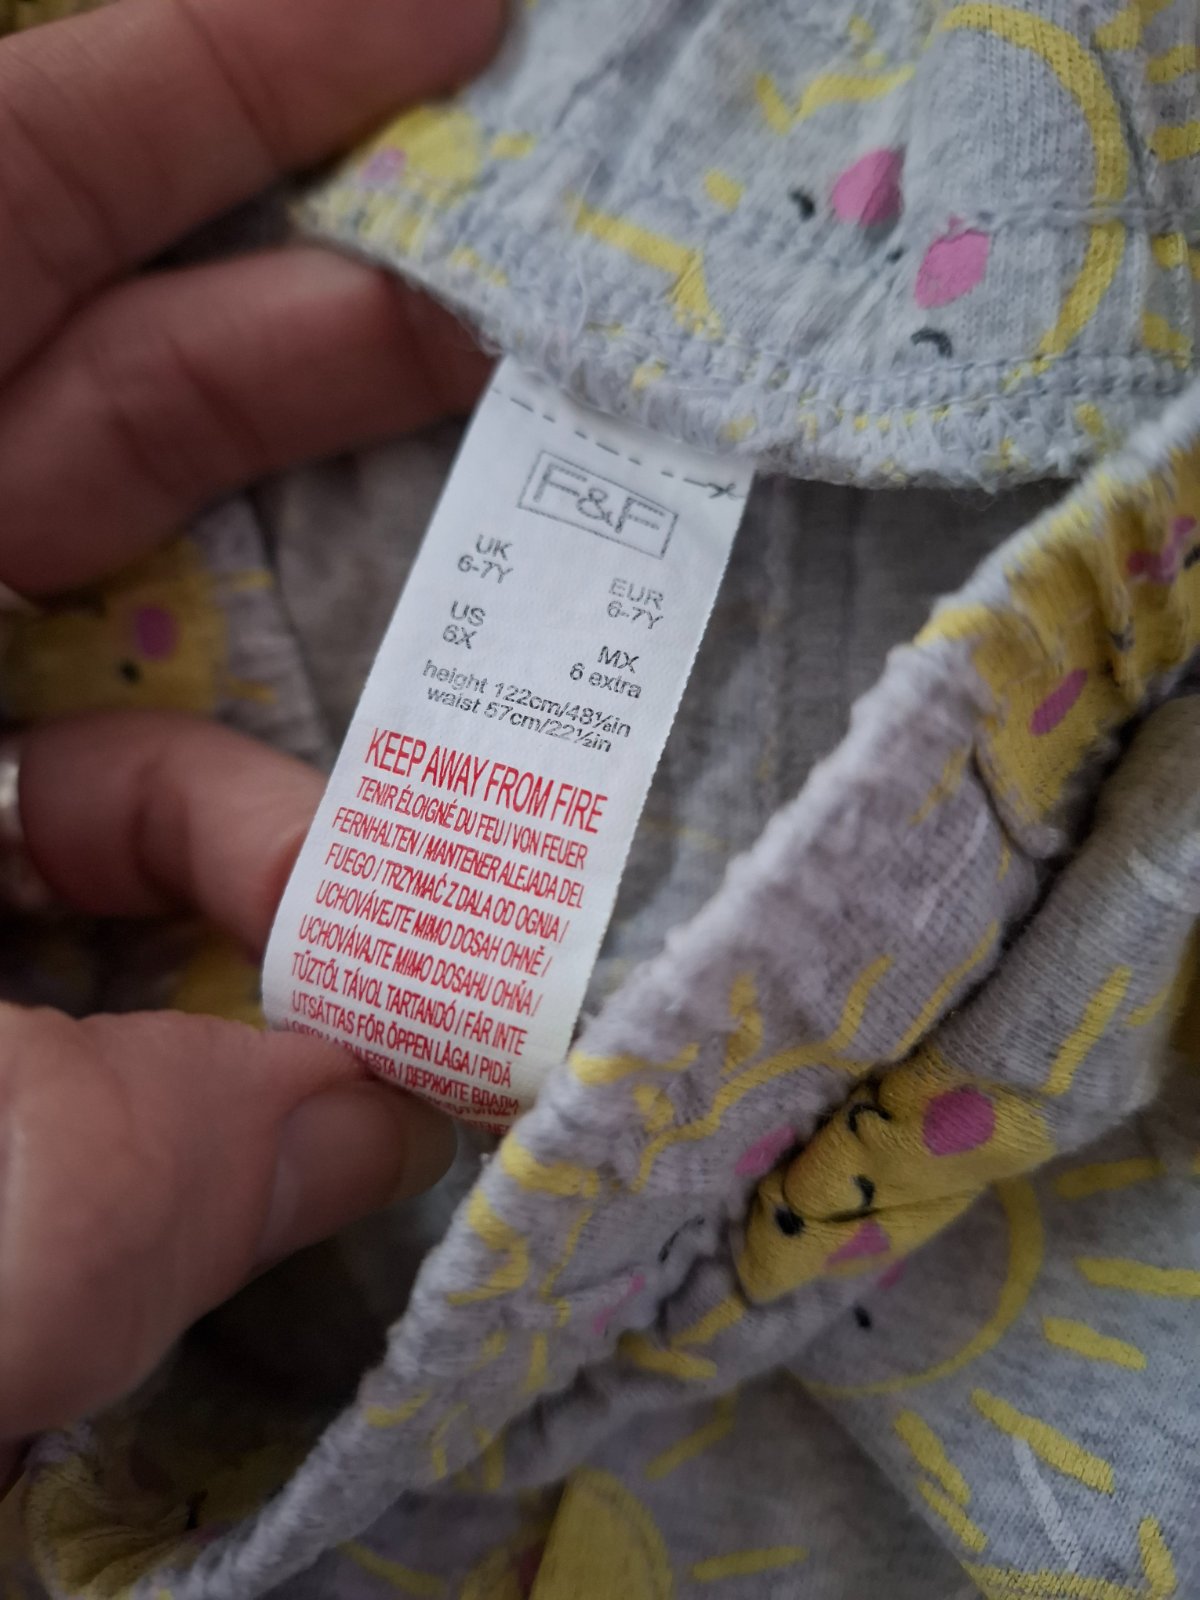 F&F
UK
6-7Y
EUR
6-7Y
US
6X
MX
6 extra
height 122cm/48½in
waist 57cm/22½in
KEEP AWAY FROM FIRE
TENIR ÉLOIGNÉ DU FEU / VON FEUER
FERNHALTEN / MANTENER ALEJADA DEL
FUEGO / TRZYMAĆ Z DALA OD OGNIA /
UCHOVÁVEJTE MIMO DOSAH OHNĚ /
UCHOVÁVAJTE MIMO DOSAHU OHŇA /
TŰZTŐL TÁVOL TARTANDÓ / FÅR INTE
UTSÄTTAS FÖR ÖPPEN LÅGA / PIDÄ
/ ДЕРЖИТЕ ВДАЛИ